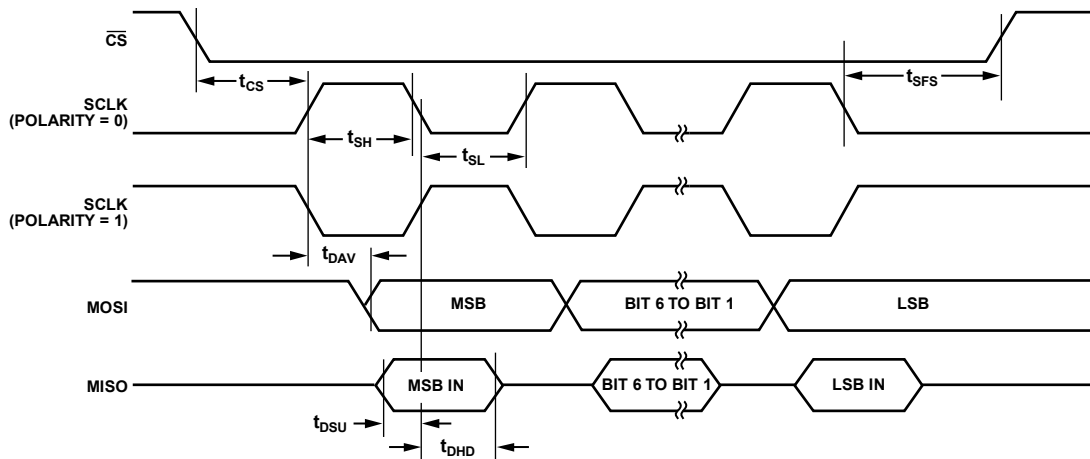 CS
tCS
tSFS
SCLK
(POLARITY = 0)
tSH
tSL
SCLK
(POLARITY = 1)
tDAV
MOSI
MSB
BIT 6 TO BIT 1
LSB
MISO
MSB IN
BIT 6 TO BIT 1
LSB IN
tDSU
tDHD